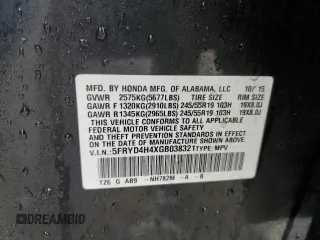 MFD. BY HONDA MFG. OF ALABAMA, LLC 10/15
GVWR 2575KG(5677LBS) TIRE SIZE RIM SIZE
GAWR F 1320KG(2910LBS) 245/55R19 103H 19X8.0J
GAWR R 1345KG(2965LBS) 245/55R19 103H 19X8.0J
THIS VEHICLE CONFORMS TO ALL APPLICABLE
FEDERAL MOTOR VEHICLE SAFETY AND THEFT
PREVENTION STANDARDS IN EFFECT ON THE
DATE OF MANUFACTURE SHOWN ABOVE.
V.I.N.: 5FRYD4H4XGB038321 TYPE: MPV
TZ6 G A89 -NH782M -A -B